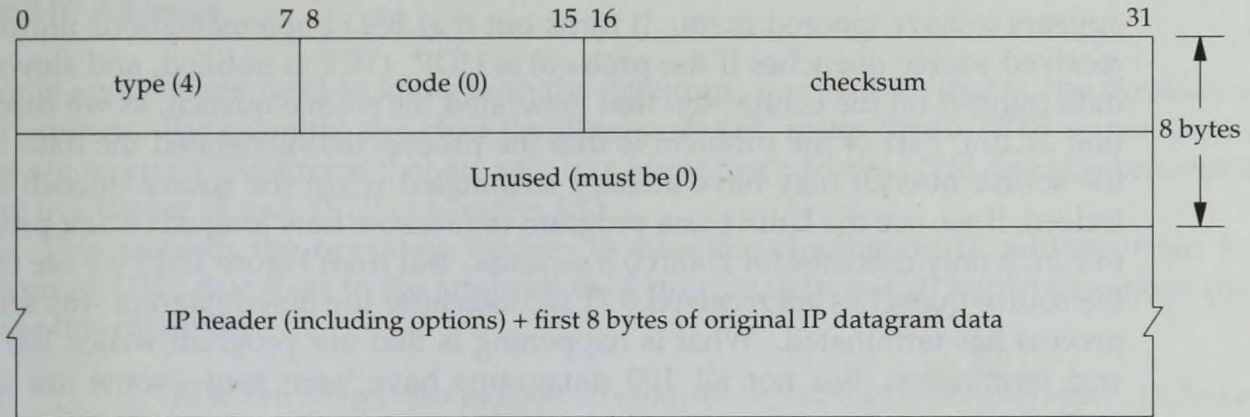 0 7 8 15 16 31
type (4) code (0) checksum
8 bytes
Unused (must be 0)
IP header (including options) + first 8 bytes of original IP datagram data